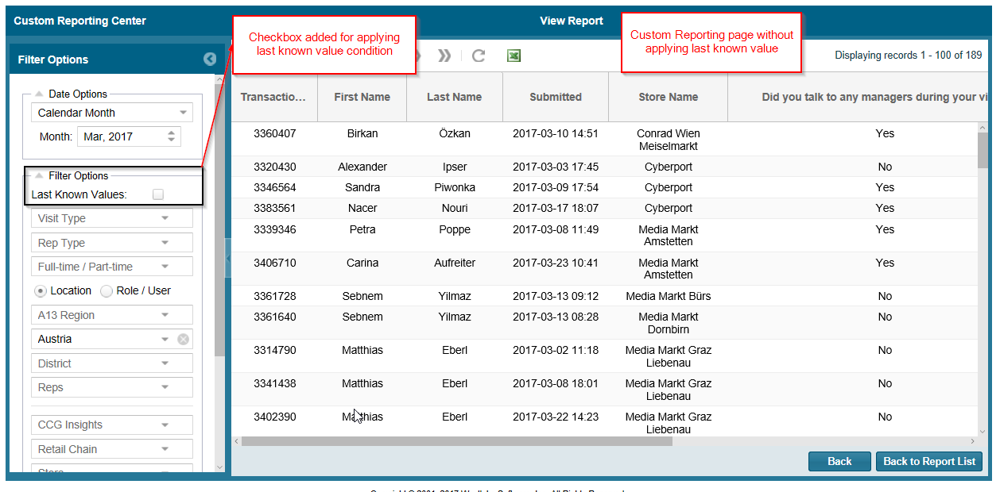 Custom Reporting Center
View Report
Checkbox added for applying
last known value condition
Custom Reporting page without
applying last known value
Filter Options
Displaying records 1 - 100 of 189
Date Options
Calendar Month
Month: Mar, 2017
Filter Options
Last Known Values:
Visit Type
Rep Type
Full-time / Part-time
Location Role / User
A13 Region
Austria
District
Reps
CCG Insights
Retail Chain
Store
Transactio... First Name Last Name Submitted Store Name Did you talk to any managers during your vi
3360407 Birkan Özkan 2017-03-10 14:51 Conrad Wien Yes
Meiselmarkt
3320430 Alexander Ipser 2017-03-03 17:45 Cyberport No
3346564 Sandra Piwonka 2017-03-09 17:54 Cyberport Yes
3383561 Nacer Nouri 2017-03-17 18:07 Cyberport Yes
3339346 Petra Poppe 2017-03-08 11:49 Media Markt Yes
Amstetten
3406710 Carina Aufreiter 2017-03-23 10:41 Media Markt Yes
Amstetten
3361728 Sebnem Yilmaz 2017-03-13 09:12 Media Markt Bürs No
3361640 Sebnem Yilmaz 2017-03-13 08:28 Media Markt No
Dornbirn
3314790 Matthias Eberl 2017-03-02 11:18 Media Markt Graz No
Liebenau
3341438 Matthias Eberl 2017-03-08 18:01 Media Markt Graz No
Liebenau
3402390 Matthias Eberl 2017-03-22 14:23 Media Markt Graz No
Liebenau
Back Back to Report List